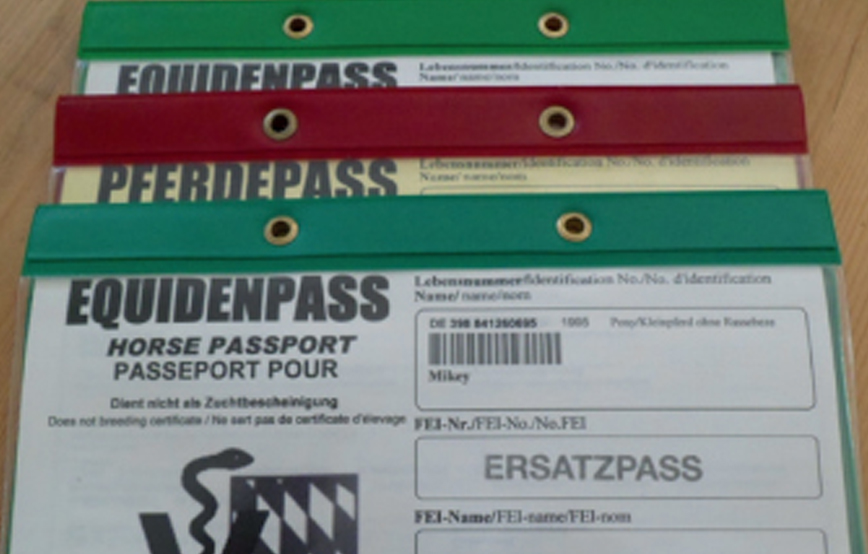 EQUIDENPASS
Lebensnummer/Identification No./No. d'identification
Name/name/nom
PFERDEPASS
Lebensnummer/Identification No./No. d'identification
Name/name/nom
EQUIDENPASS
HORSE PASSPORT
PASSEPORT POUR
Dient nicht als Zuchtbescheinigung
Does not breeding certificate / Ne sert pas de certificate d'élevage
Lebensnummer/Identification No./No. d'identification
Name/ name/nom
DE 398 841260695 1995 Pony/Kleinpferd ohne Rassebez.
Mikey
FEI-Nr./FEI-No./No.FEI
ERSATZPASS
FEI-Name/FEI-name/FEI-nom